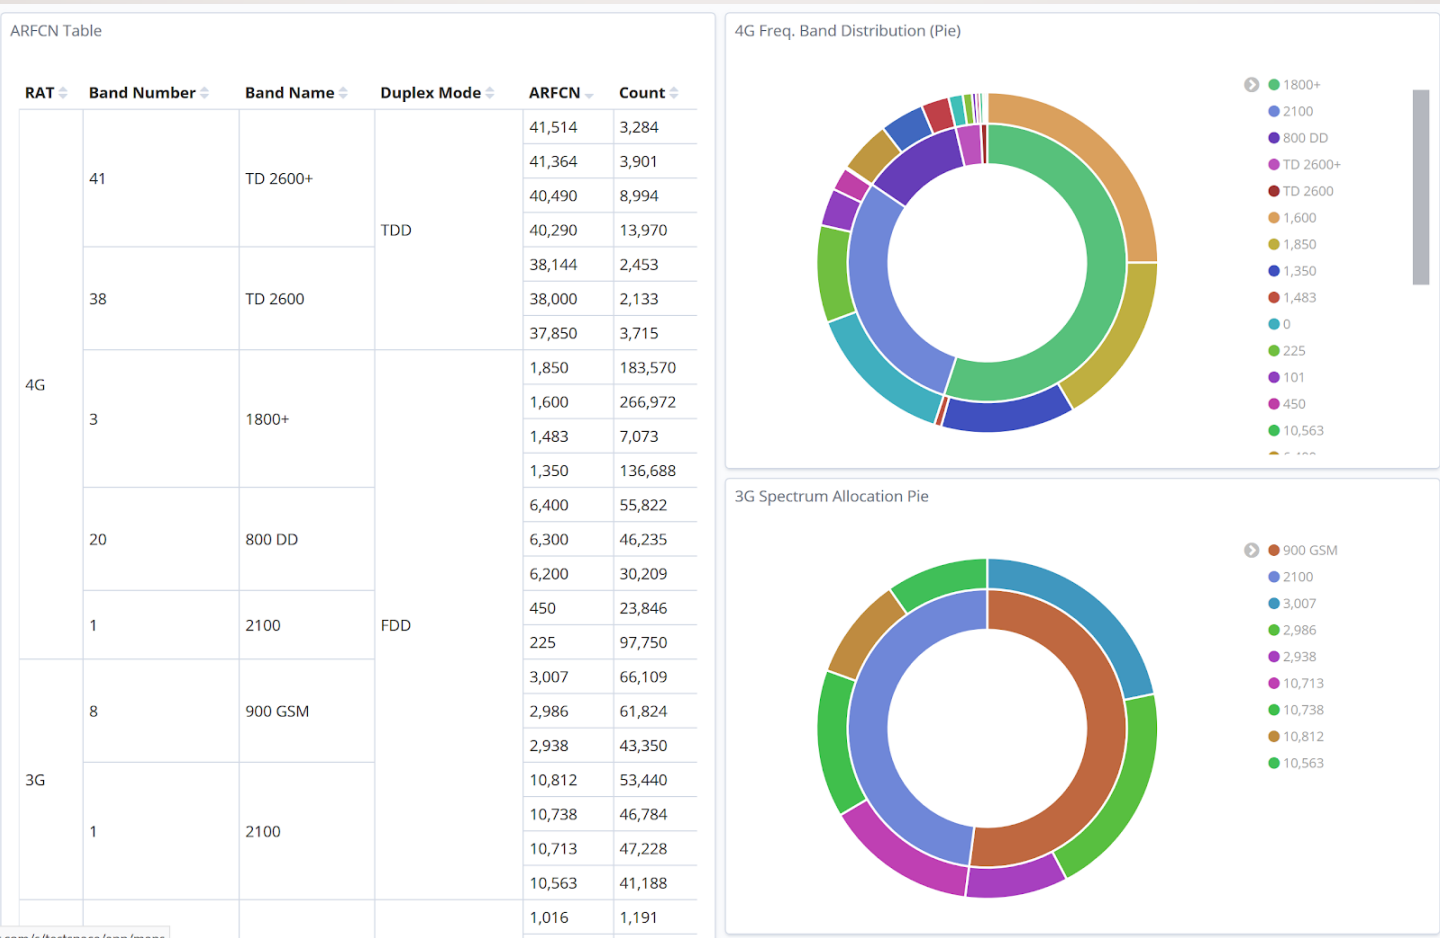 ARFCN Table
RAT Band Number Band Name Duplex Mode ARFCN Count
4G 41 TD 2600+ TDD 41,514 3,284
41,364 3,901
40,490 8,994
40,290 13,970
38 TD 2600 38,144 2,453
38,000 2,133
37,850 3,715
3 1800+ FDD 1,850 183,570
1,600 266,972
1,483 7,073
1,350 136,688
20 800 DD 6,400 55,822
6,300 46,235
6,200 30,209
1 2100 450 23,846
225 97,750
3G 8 900 GSM 3,007 66,109
2,986 61,824
2,938 43,350
1 2100 10,812 53,440
10,738 46,784
10,713 47,228
10,563 41,188
1,016 1,191
4G Freq. Band Distribution (Pie)
1800+
2100
800 DD
TD 2600+
TD 2600
1,600
1,850
1,350
1,483
0
225
101
450
10,563
3G Spectrum Allocation Pie
900 GSM
2100
3,007
2,986
2,938
10,713
10,738
10,812
10,563